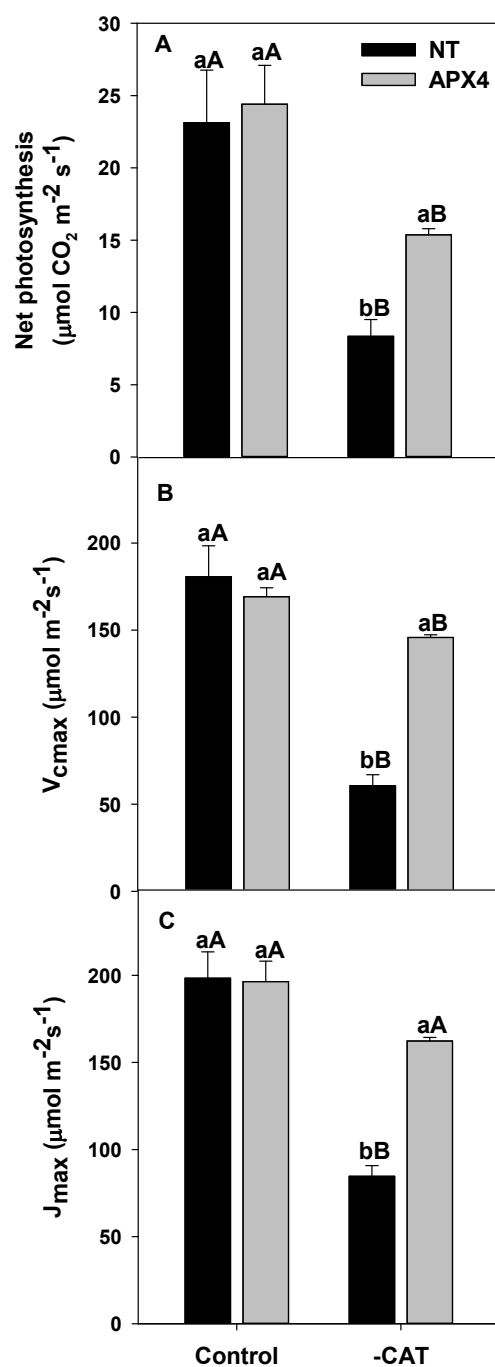 A
NT
APX4
Net photosynthesis
(μmol CO2 m-2 s-1)
30
25
20
15
10
5
0
aA
aA
bB
aB
B
Vcmax (μmol m-2s-1)
200
150
100
50
0
aA
aA
bB
aB
C
Jmax (μmol m-2s-1)
200
150
100
50
0
aA
aA
bB
aA
Control
-CAT